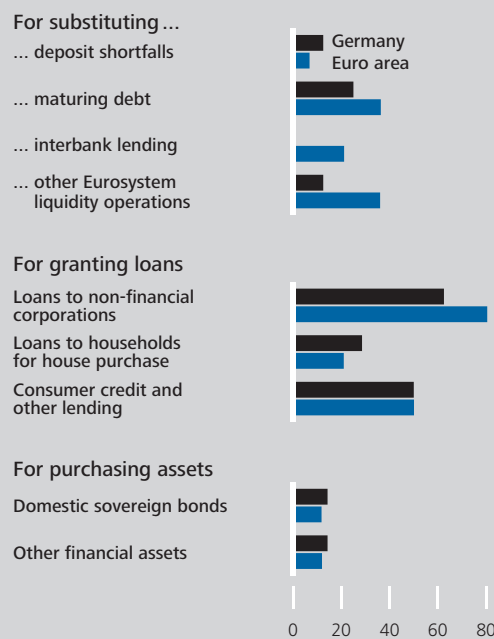 For substituting ...
... deposit shortfalls
Germany
Euro area
... maturing debt
... interbank lending
... other Eurosystem
liquidity operations
For granting loans
Loans to non-financial
corporations
Loans to households
for house purchase
Consumer credit and
other lending
For purchasing assets
Domestic sovereign bonds
Other financial assets
0 20 40 60 80